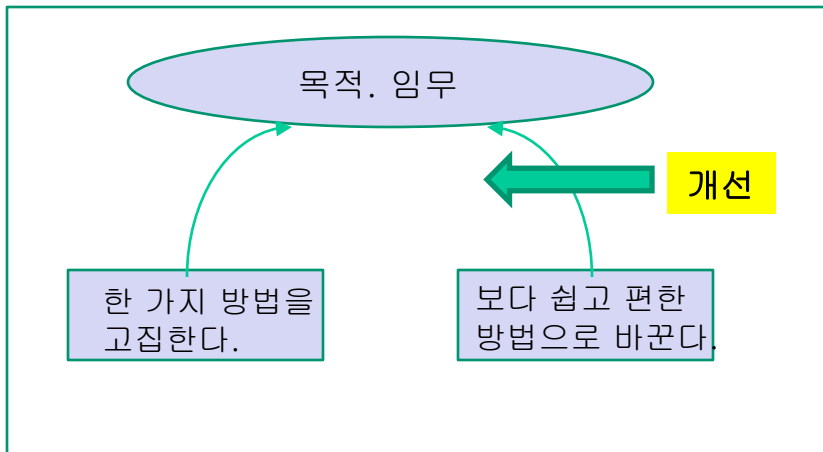 목적. 임무
개선
한 가지 방법을
고집한다.
보다 쉽고 편한
방법으로 바꾼다.